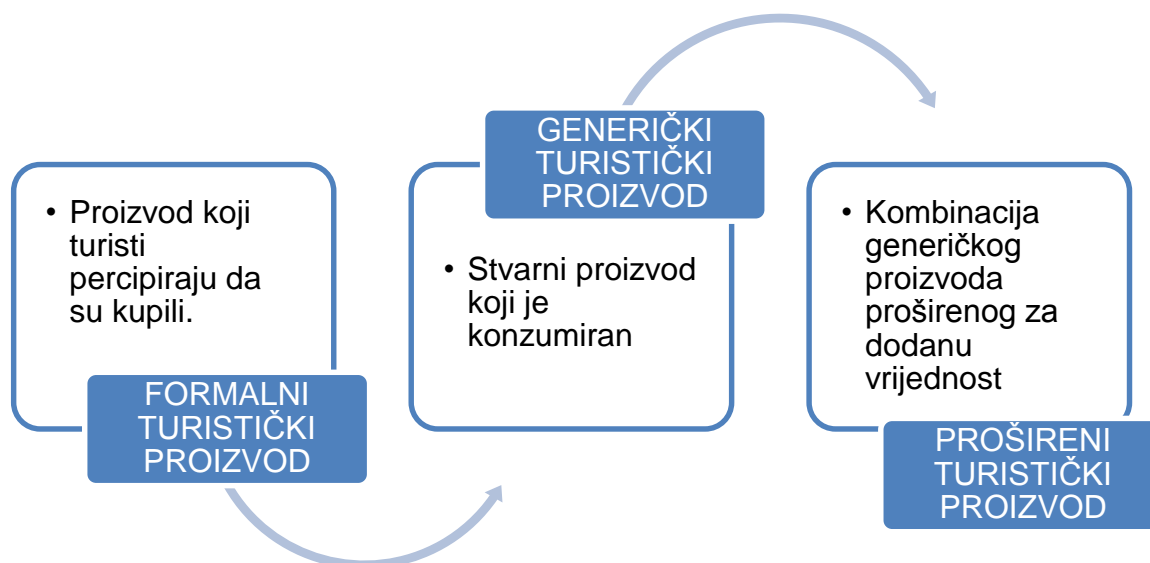 • Proizvod koji
turisti
percipiraju da
su kupili.
FORMALNI
TURISTIČKI
PROIZVOD
GENERIČKI
TURISTIČKI
PROIZVOD
• Stvarni proizvod
koji je
konzumiran
• Kombinacija
generičkog
proizvoda
proširenog za
dodanu
vrijednost
PROŠIRENI
TURISTIČKI
PROIZVOD